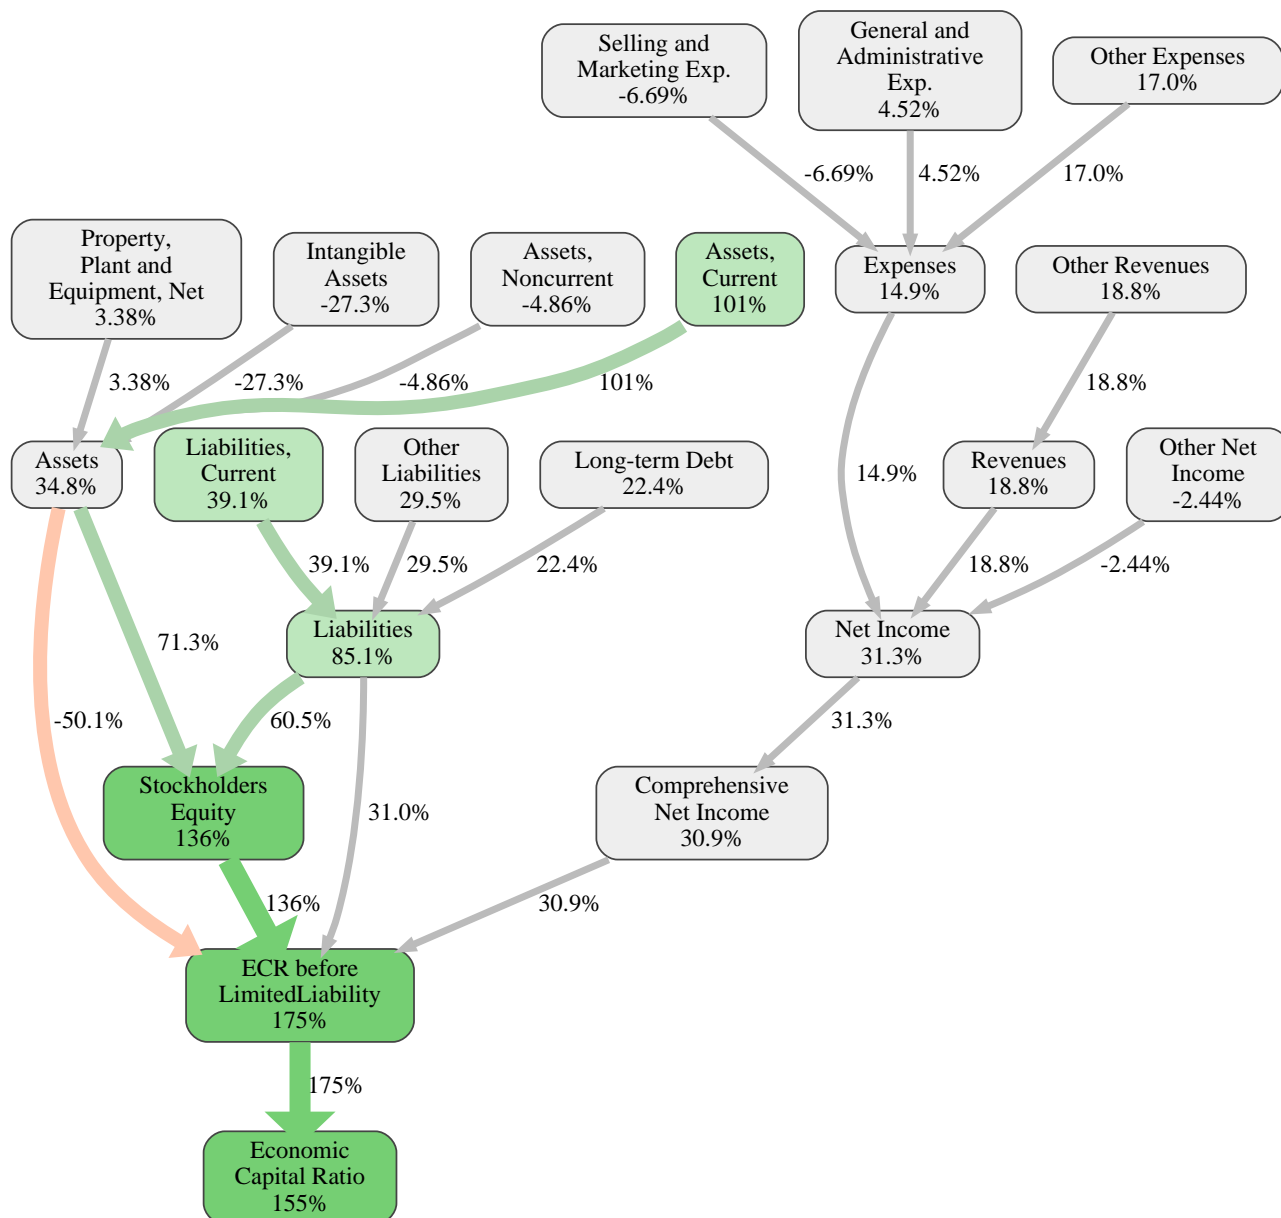 Selling and
Marketing Exp.
-6.69%
General and
Administrative
Exp.
4.52%
Other Expenses
17.0%
-6.69%
4.52%
17.0%
Property,
Plant and
Equipment, Net
3.38%
Intangible
Assets
-27.3%
Assets,
Noncurrent
-4.86%
Assets,
Current
101%
Expenses
14.9%
Other Revenues
18.8%
3.38%
-27.3%
-4.86%
101%
18.8%
Assets
34.8%
Liabilities,
Current
39.1%
Other
Liabilities
29.5%
Long-term Debt
22.4%
14.9%
Revenues
18.8%
Other Net
Income
-2.44%
39.1%
29.5%
22.4%
18.8%
-2.44%
Liabilities
85.1%
Net Income
31.3%
71.3%
-50.1%
60.5%
31.3%
Stockholders
Equity
136%
31.0%
Comprehensive
Net Income
30.9%
136%
30.9%
ECR before
LimitedLiability
175%
175%
Economic
Capital Ratio
155%